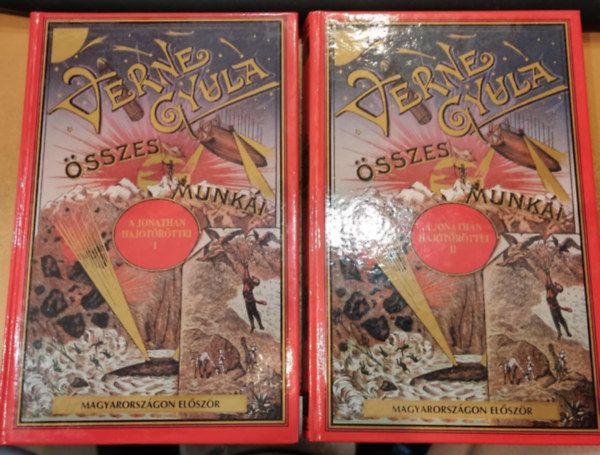 VERNE
GYULA
ÖSSZES
MUNKÁI
A JONATHAN
HAJÓTÖRÖTTEI
I
MAGYARORSZÁGON ELŐSZÖR
VERNE
GYULA
ÖSSZES
MUNKÁI
A JONATHAN
HAJÓTÖRÖTTEI
II
MAGYARORSZÁGON ELŐSZÖR